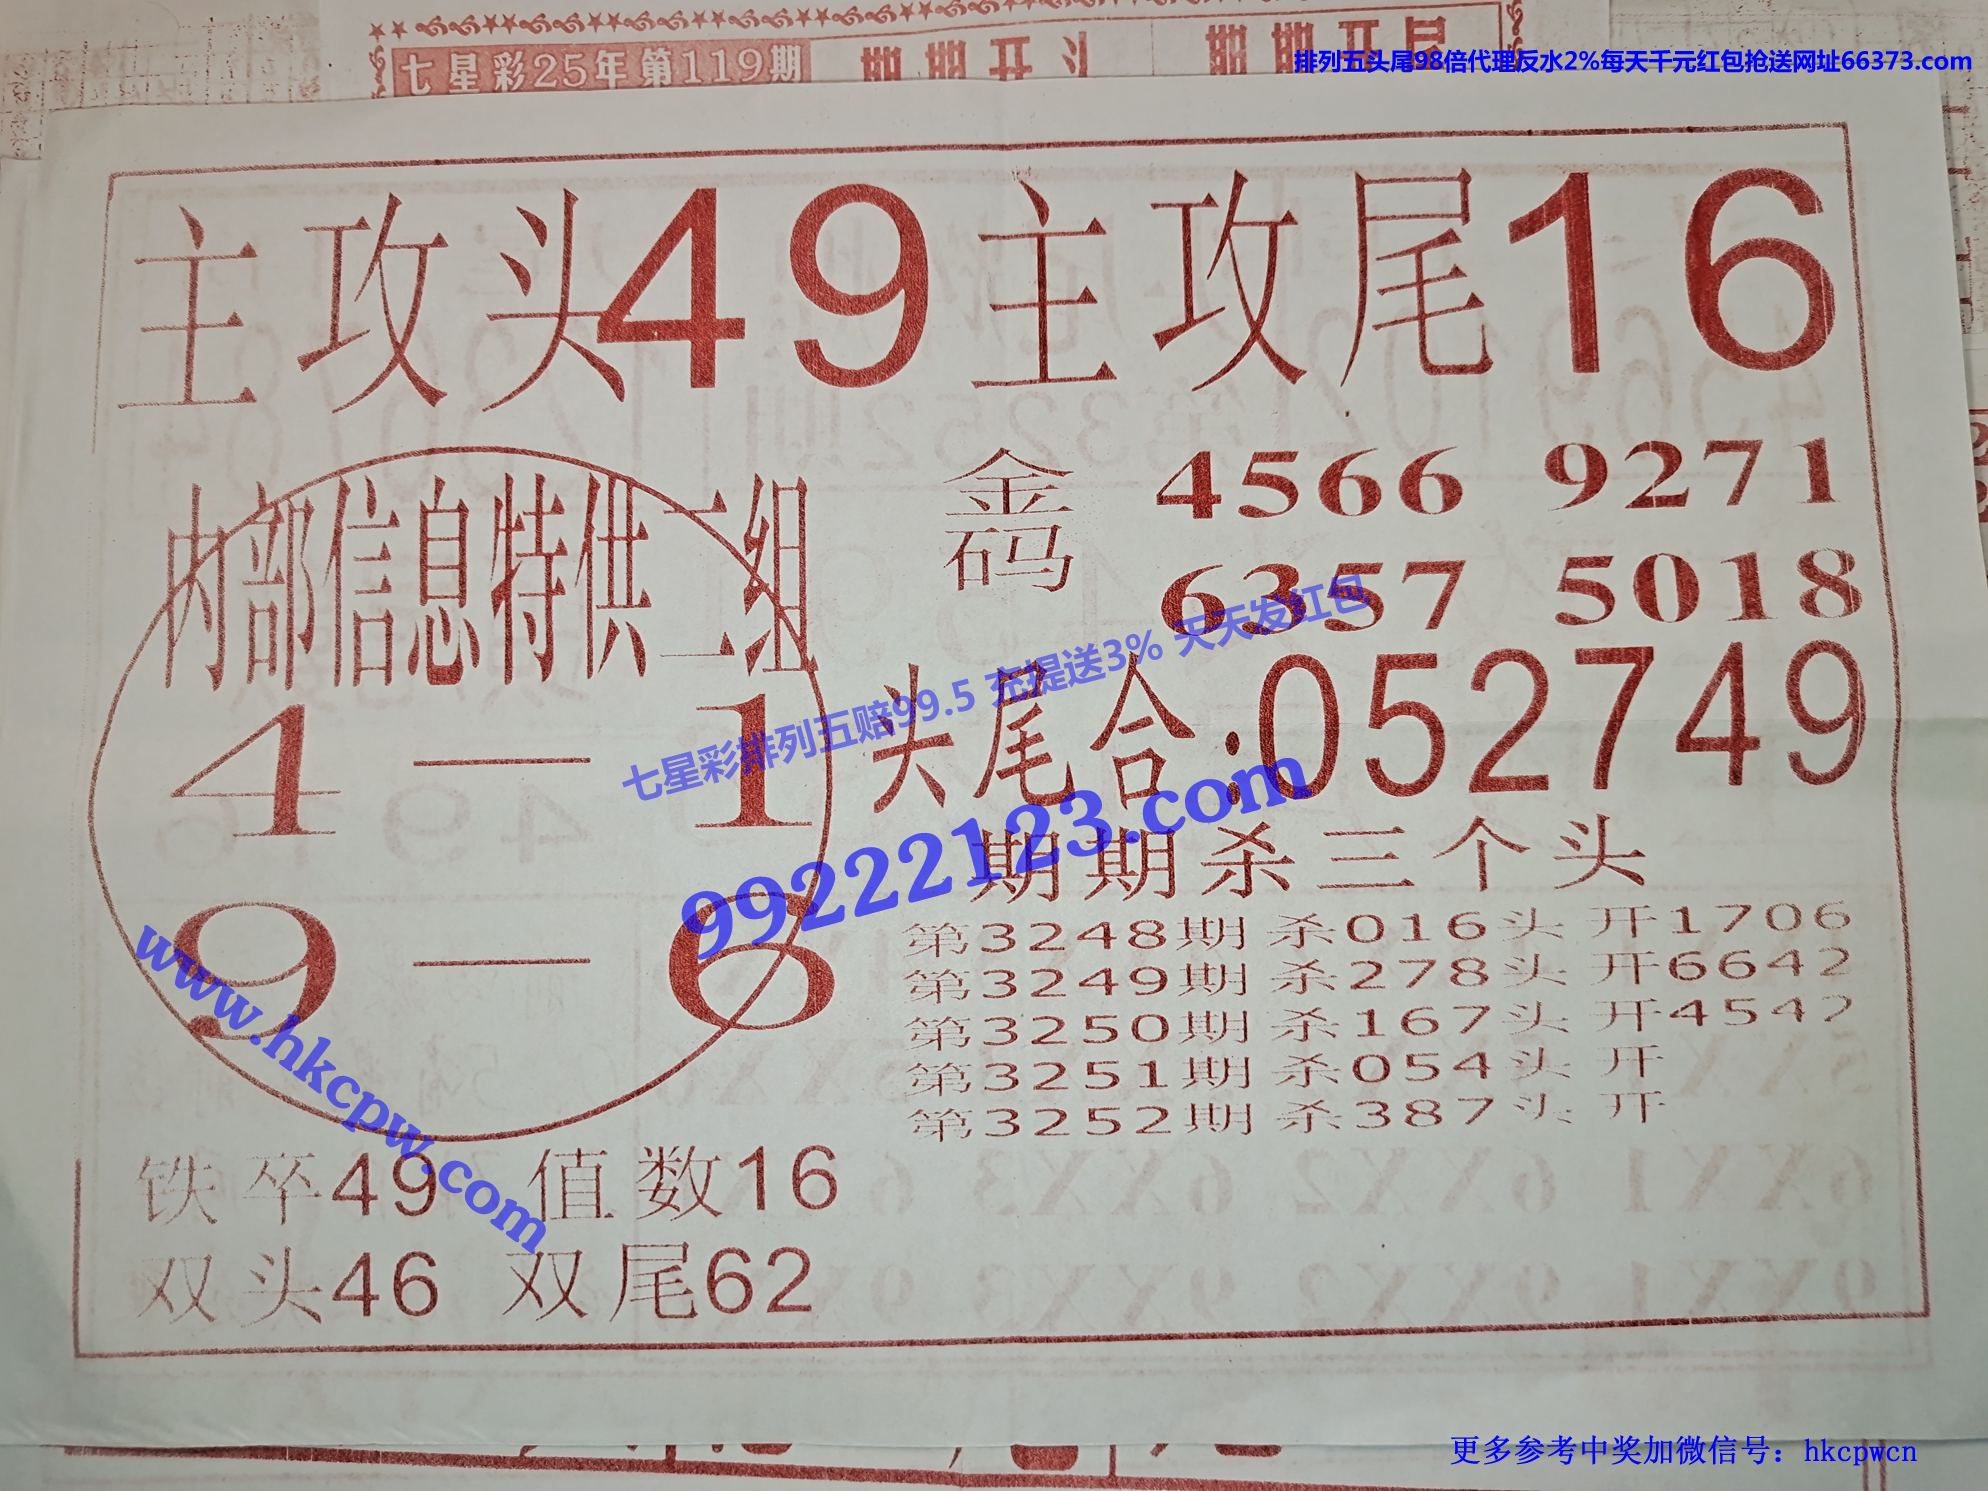 七星彩25年第119期
排列五头尾98倍代理反水2%每天千元红包抢送网址66373.com
主攻头49主攻尾16
内部信息特供二组
4—1
9—6
金码 4566 9271
6357 5018
七星彩排列五赔99.5 充提送3% 天天发红包
头尾合:052749
99222123.com
期期杀三个头
第3248期杀016头开1706
第3249期杀278头开6642
第3250期杀167头开4542
第3251期杀054头开
第3252期杀387头开
www.hkcpw.com
铁卒49 值数16
双头46 双尾62
更多参考中奖加微信号：hkcpwcn